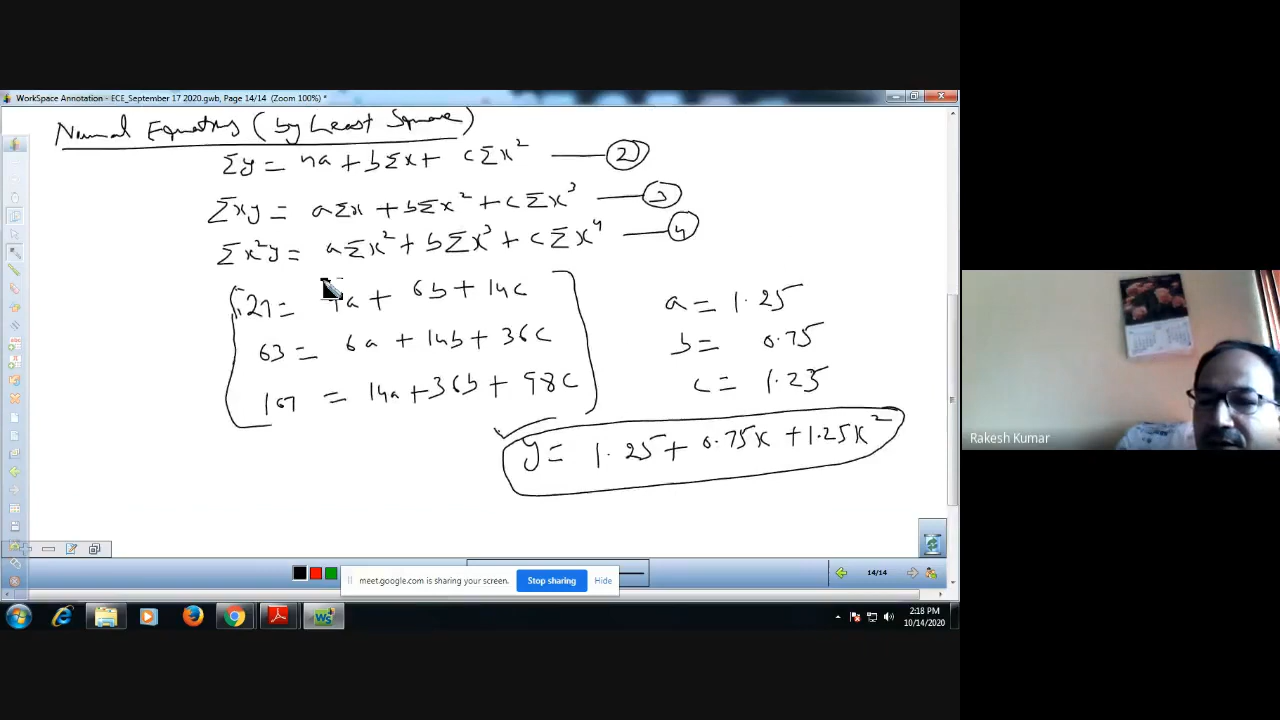 WorkSpace Annotation - ECE_September 17 2020.gwb, Page 14/14 (Zoom 100%) *
Normal Equations (by Least Square)
Σy = na + bΣx + cΣx² — ②
Σxy = aΣx + bΣx² + cΣx³ — ③
Σx²y = aΣx² + bΣx³ + cΣx⁴ — ④
27 = 4a + 6b + 14c
63 = 6a + 14b + 36c
167 = 14a + 36b + 98c
a = 1.25
b = 0.75
c = 1.25
y = 1.25 + 0.75x + 1.25x²
Rakesh Kumar
14/14
meet.google.com is sharing your screen.
Stop sharing
Hide
2:18 PM
10/14/2020